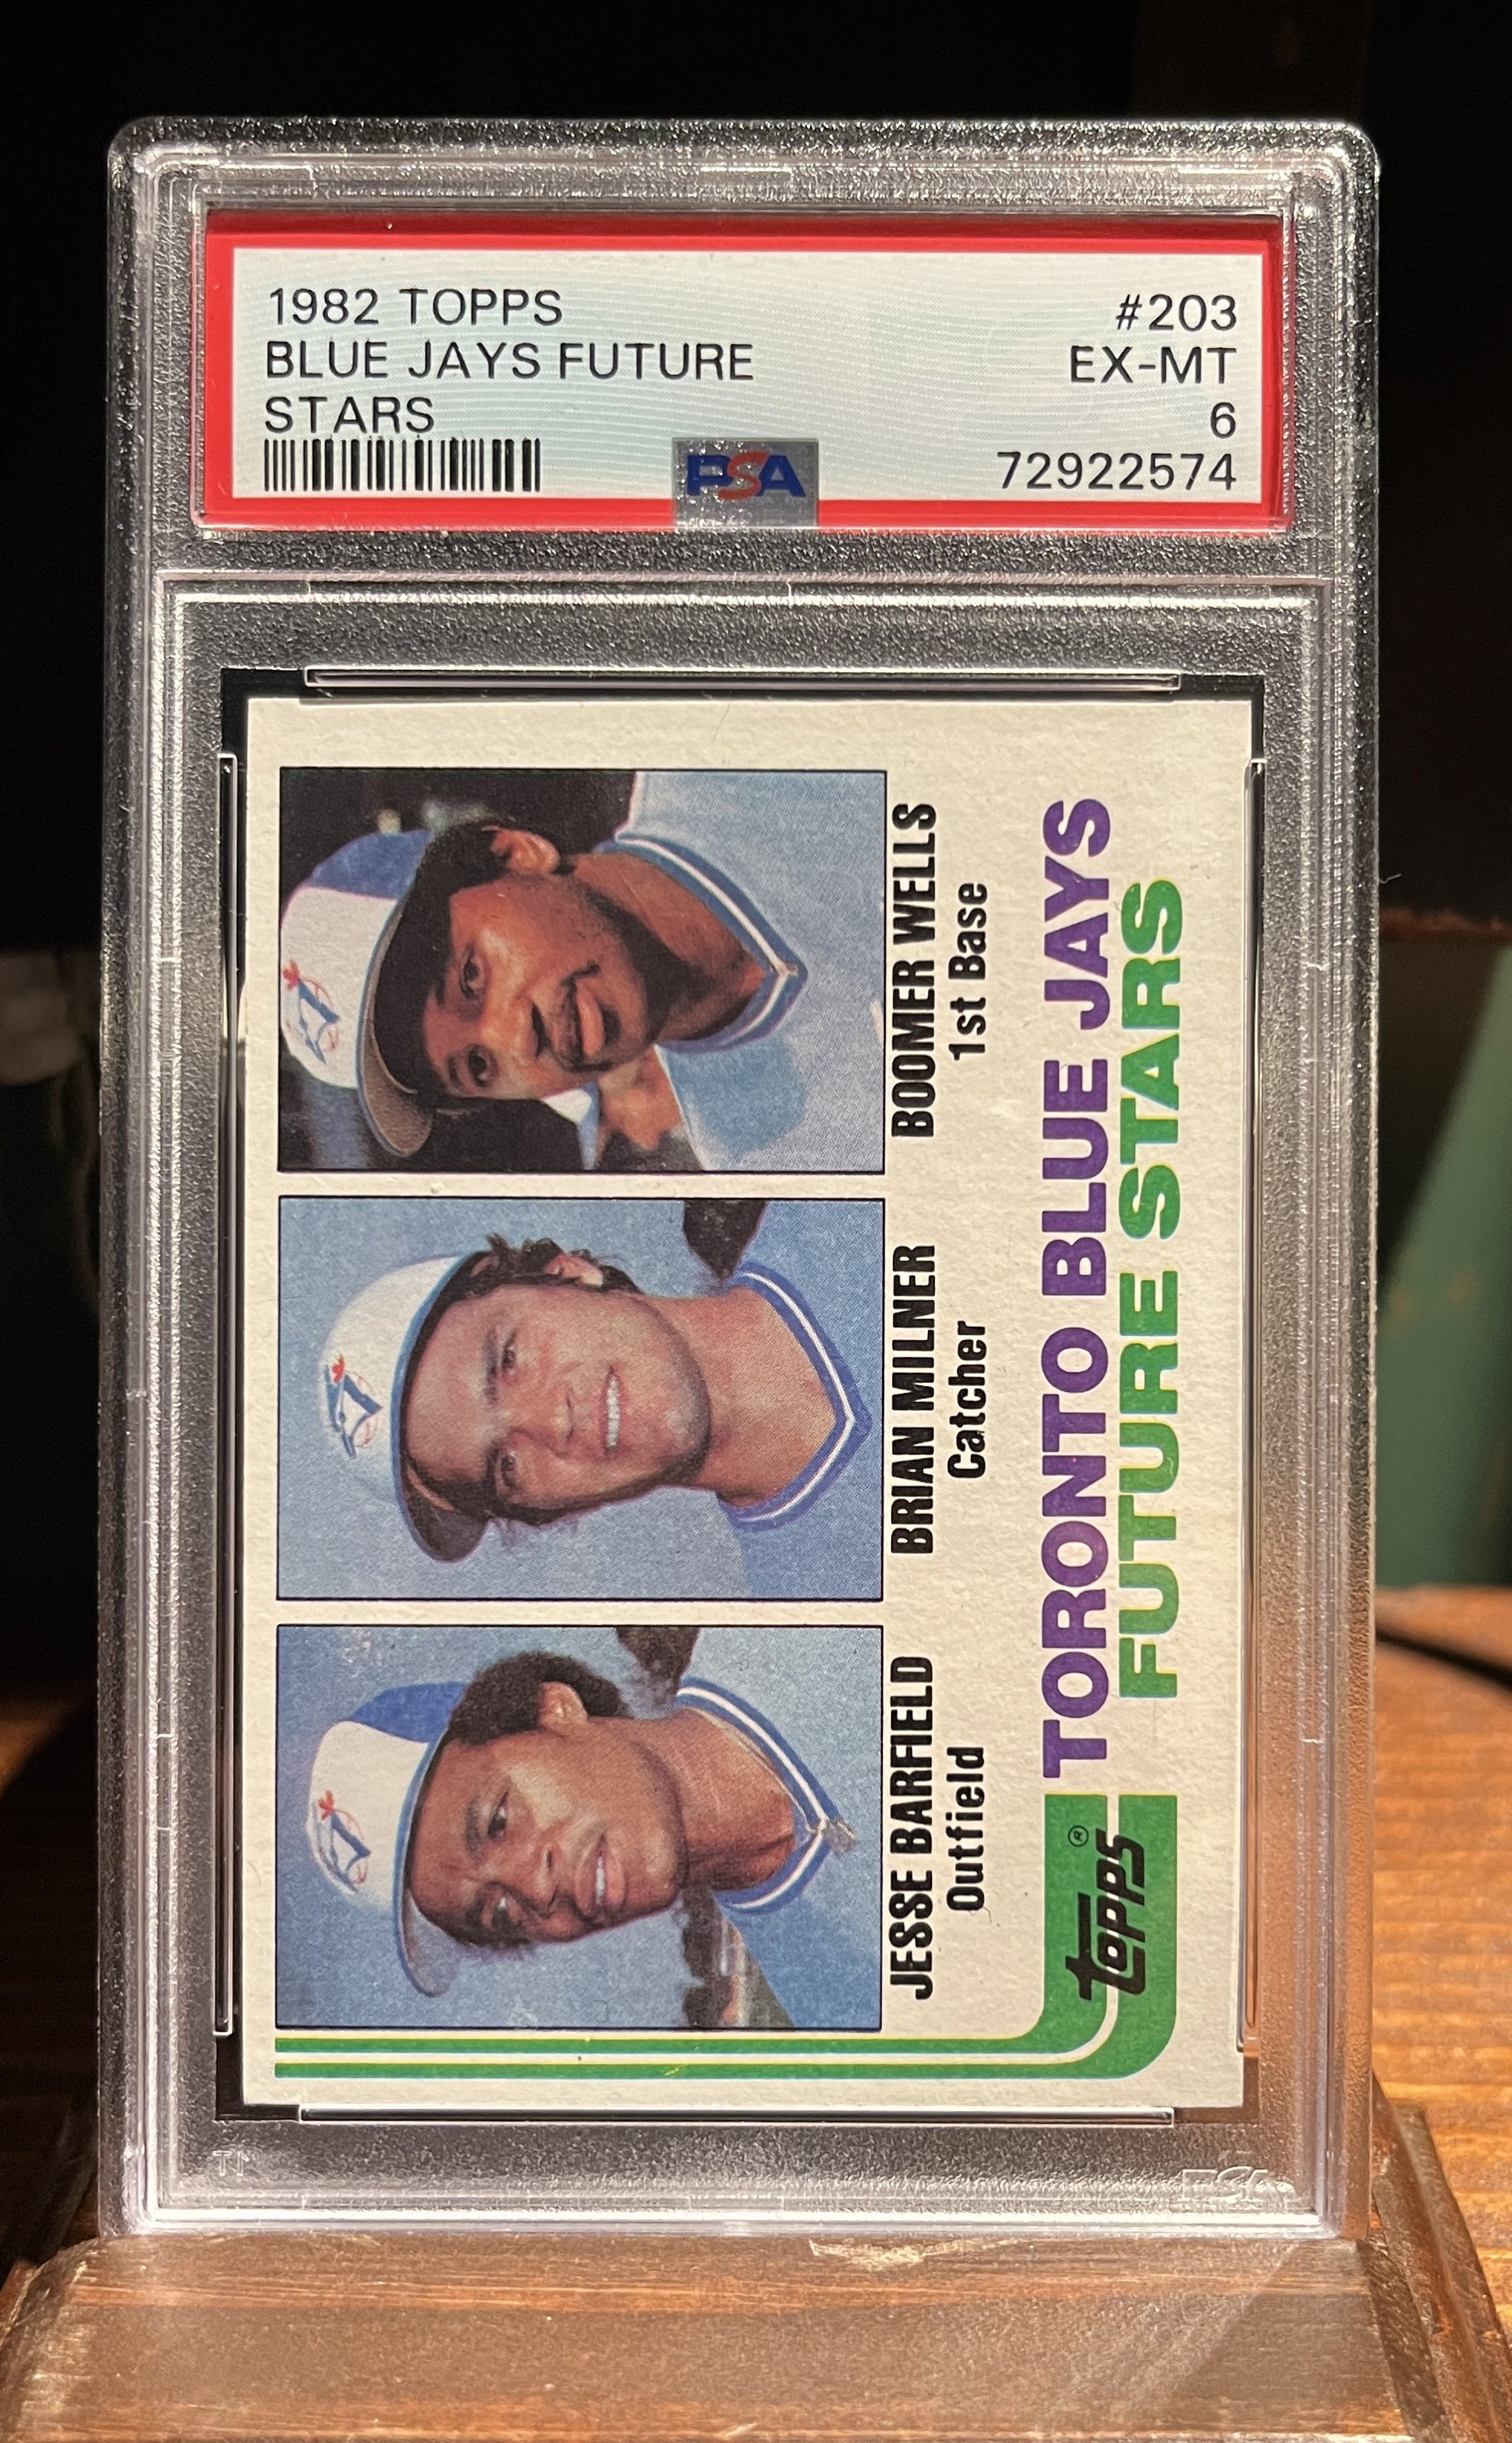 1982 TOPPS #203
BLUE JAYS FUTURE EX-MT
STARS 6
PSA 72922574
JESSE BARFIELD
Outfield
BRIAN MILNER
Catcher
BOOMER WELLS
1st Base
TORONTO BLUE JAYS
FUTURE STARS
Topps®
PSA